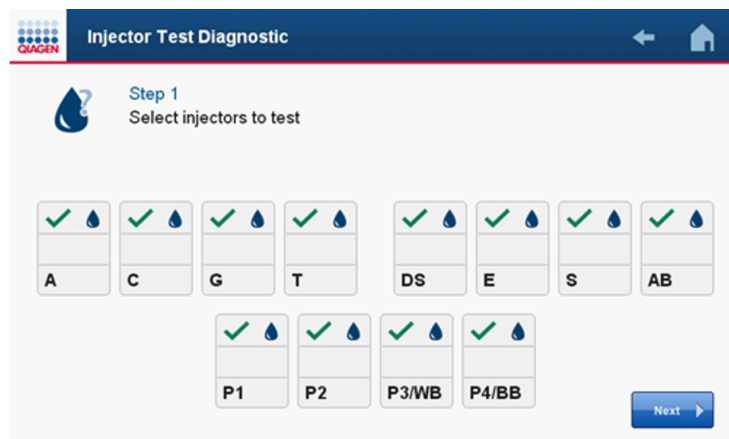 QIAGEN
Injector Test Diagnostic
?
Step 1
Select injectors to test
A C G T DS E S AB
P1 P2 P3/WB P4/BB
Next